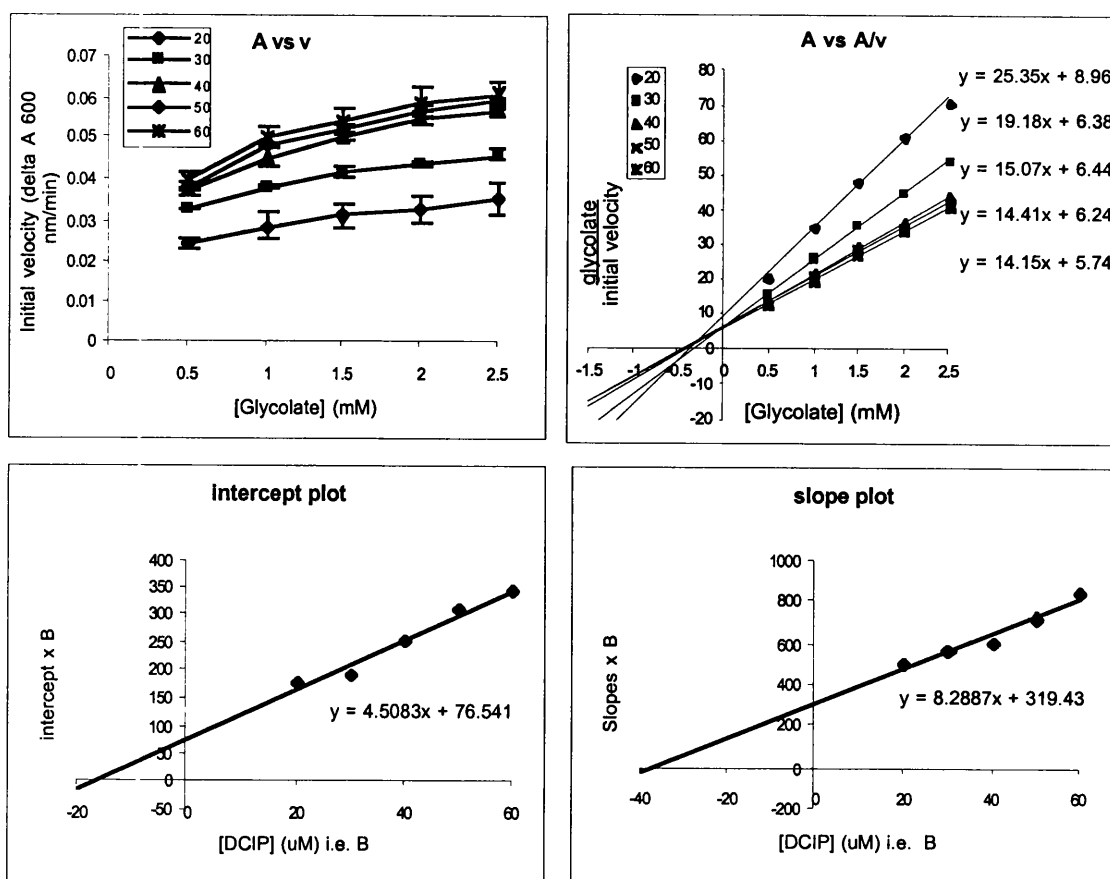 A vs v
20
30
40
50
60
0.07
0.06
0.05
0.04
0.03
0.02
0.01
0
0 0.5 1 1.5 2 2.5
Initial velocity (delta A 600
nm/min)
[Glycolate] (mM)
A vs A/v
20
30
40
50
60
80
70
60
50
40
30
20
10
0
-10
-20
-1.5 -1 -0.5 0 0.5 1 1.5 2 2.5
glycolate
initial velocity
[Glycolate] (mM)
y = 25.35x + 8.96
y = 19.18x + 6.38
y = 15.07x + 6.44
y = 14.41x + 6.24
y = 14.15x + 5.74
intercept plot
400
350
300
250
200
150
100
50
0
-50
-20 0 20 40 60
intercept x B
y = 4.5083x + 76.541
[DCIP] (uM) i.e. B
slope plot
1000
800
600
400
200
0
-200
-40 -20 0 20 40 60
Slopes x B
y = 8.2887x + 319.43
[DCIP] (uM) i.e. B